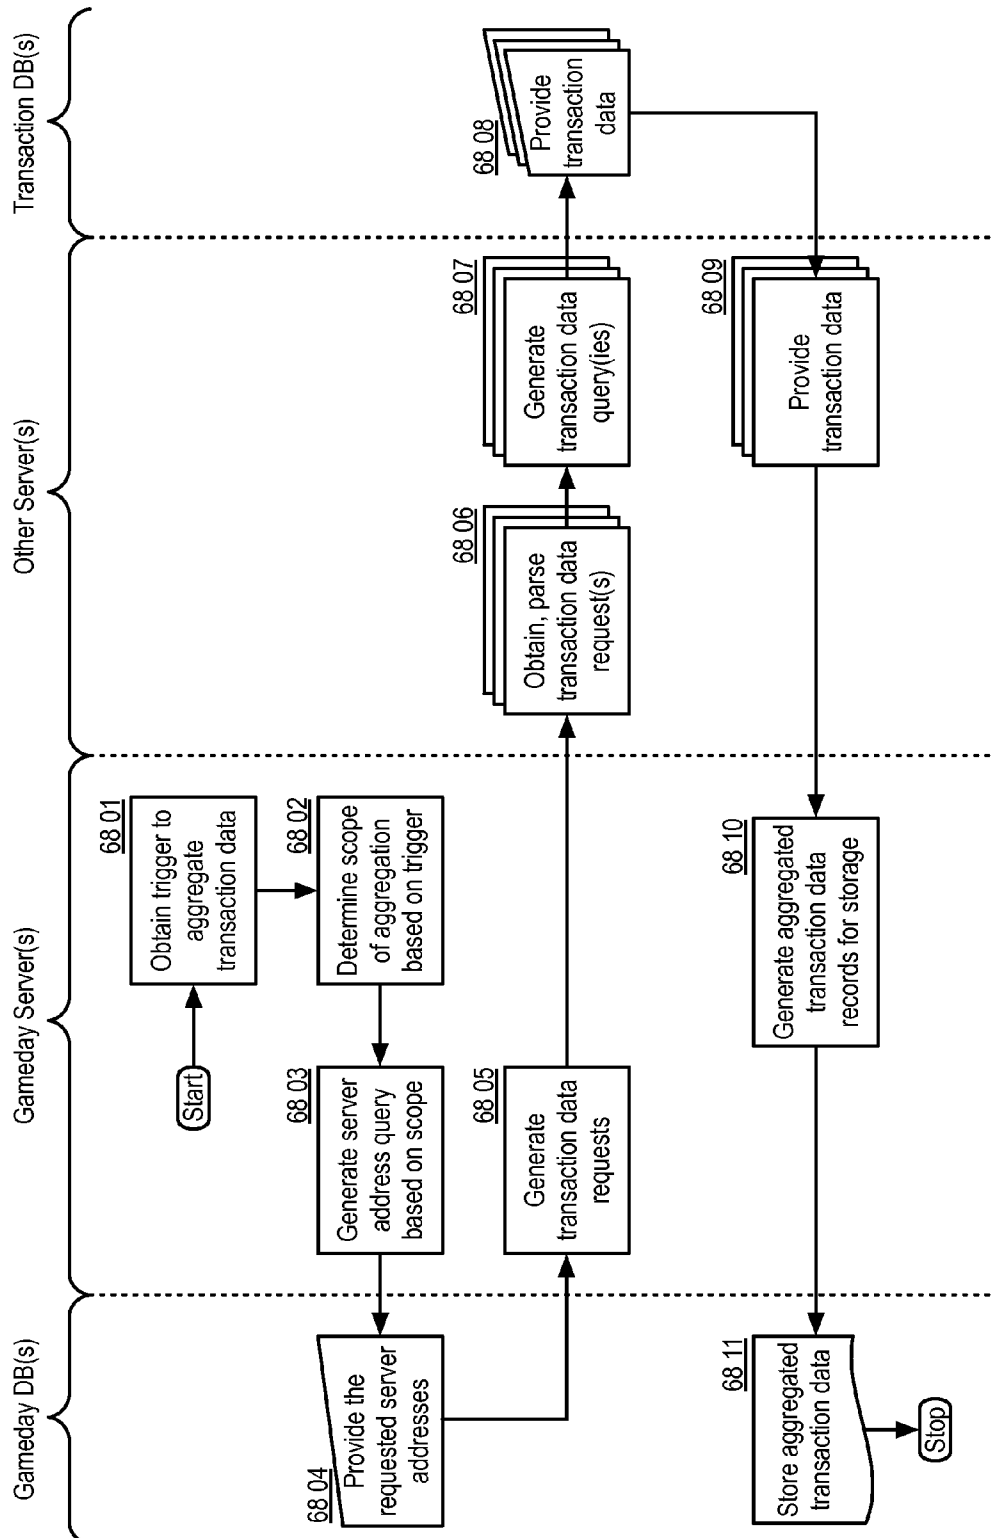 Gameday DB(s)
Gameday Server(s)
Other Server(s)
Transaction DB(s)
Start
68 01
Obtain trigger to
aggregate
transaction data
68 02
Determine scope
of aggregation
based on trigger
68 03
Generate server
address query
based on scope
68 04
Provide the
requested server
addresses
68 05
Generate
transaction data
requests
68 06
Obtain, parse
transaction data
request(s)
68 07
Generate
transaction data
query(ies)
68 08
Provide
transaction
data
68 09
Provide
transaction data
68 10
Generate aggregated
transaction data
records for storage
68 11
Store aggregated
transaction data
Stop